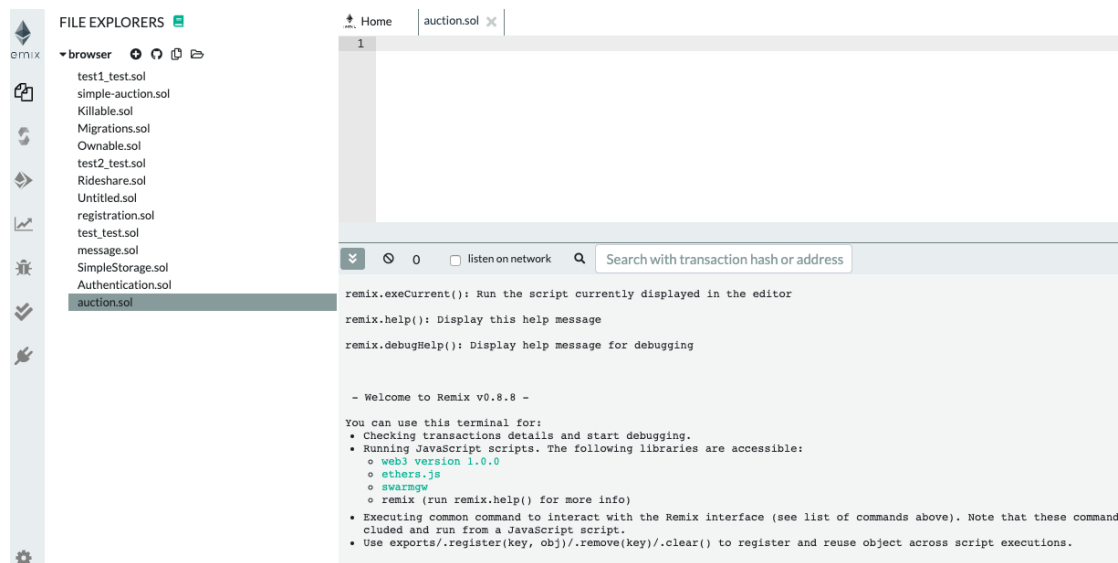 emix
FILE EXPLORERS
browser
test1_test.sol
simple-auction.sol
Killable.sol
Migrations.sol
Ownable.sol
test2_test.sol
Rideshare.sol
Untitled.sol
registration.sol
test_test.sol
message.sol
SimpleStorage.sol
Authentication.sol
auction.sol
Home
auction.sol
1
0
listen on network
Search with transaction hash or address
remix.exeCurrent(): Run the script currently displayed in the editor
remix.help(): Display this help message
remix.debugHelp(): Display help message for debugging
- Welcome to Remix v0.8.8 -
You can use this terminal for:
• Checking transactions details and start debugging.
• Running JavaScript scripts. The following libraries are accessible:
○ web3 version 1.0.0
○ ethers.js
○ swarmgw
○ remix (run remix.help() for more info)
• Executing common command to interact with the Remix interface (see list of commands above). Note that these command
cluded and run from a JavaScript script.
• Use exports/.register(key, obj)/.remove(key)/.clear() to register and reuse object across script executions.